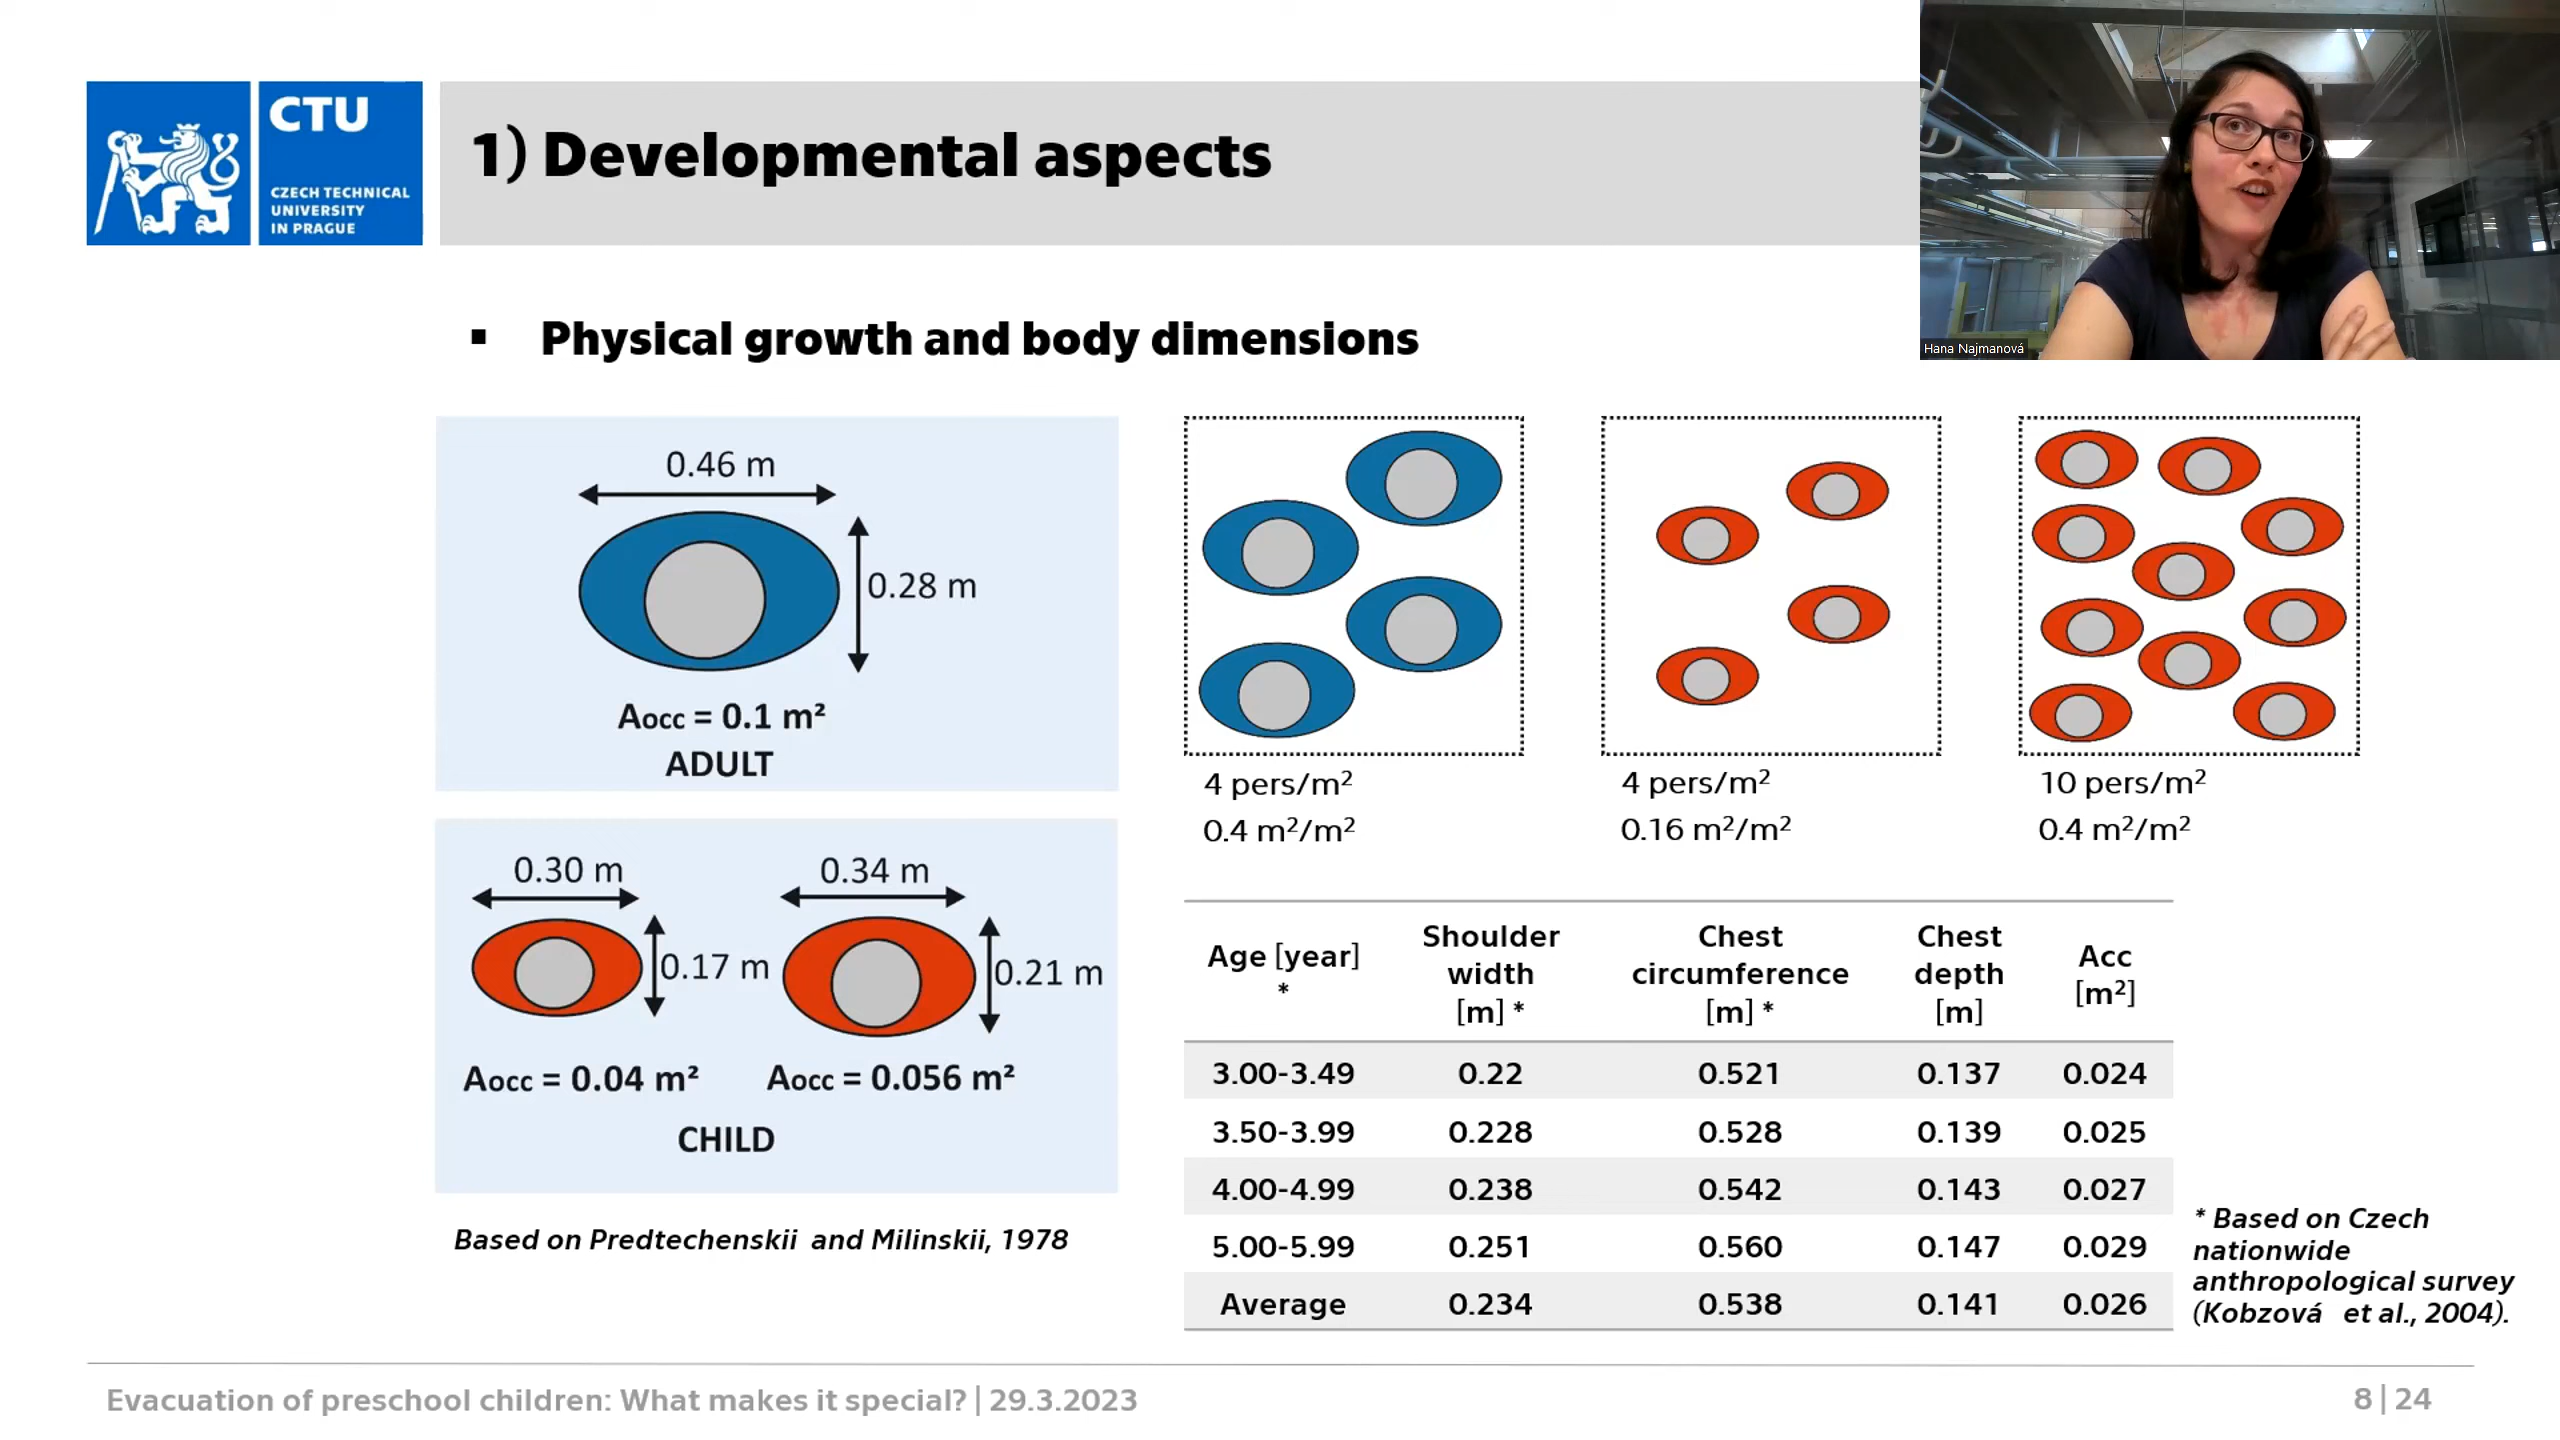 CTU
CZECH TECHNICAL
UNIVERSITY
IN PRAGUE
1) Developmental aspects
Hana Najmanová
▪ Physical growth and body dimensions
0.46 m
0.28 m
Aocc = 0.1 m²
ADULT
0.30 m
0.34 m
0.17 m
0.21 m
Aocc = 0.04 m²
Aocc = 0.056 m²
CHILD
Based on Predtechenskii and Milinskii, 1978
4 pers/m²
0.4 m²/m²
4 pers/m²
0.16 m²/m²
10 pers/m²
0.4 m²/m²
Age [year]
*
Shoulder
width
[m] *
Chest
circumference
[m] *
Chest
depth
[m]
Acc
[m²]
3.00-3.49 0.22 0.521 0.137 0.024
3.50-3.99 0.228 0.528 0.139 0.025
4.00-4.99 0.238 0.542 0.143 0.027
5.00-5.99 0.251 0.560 0.147 0.029
Average 0.234 0.538 0.141 0.026
* Based on Czech
nationwide
anthropological survey
(Kobzová et al., 2004).
Evacuation of preschool children: What makes it special? | 29.3.2023
8 | 24